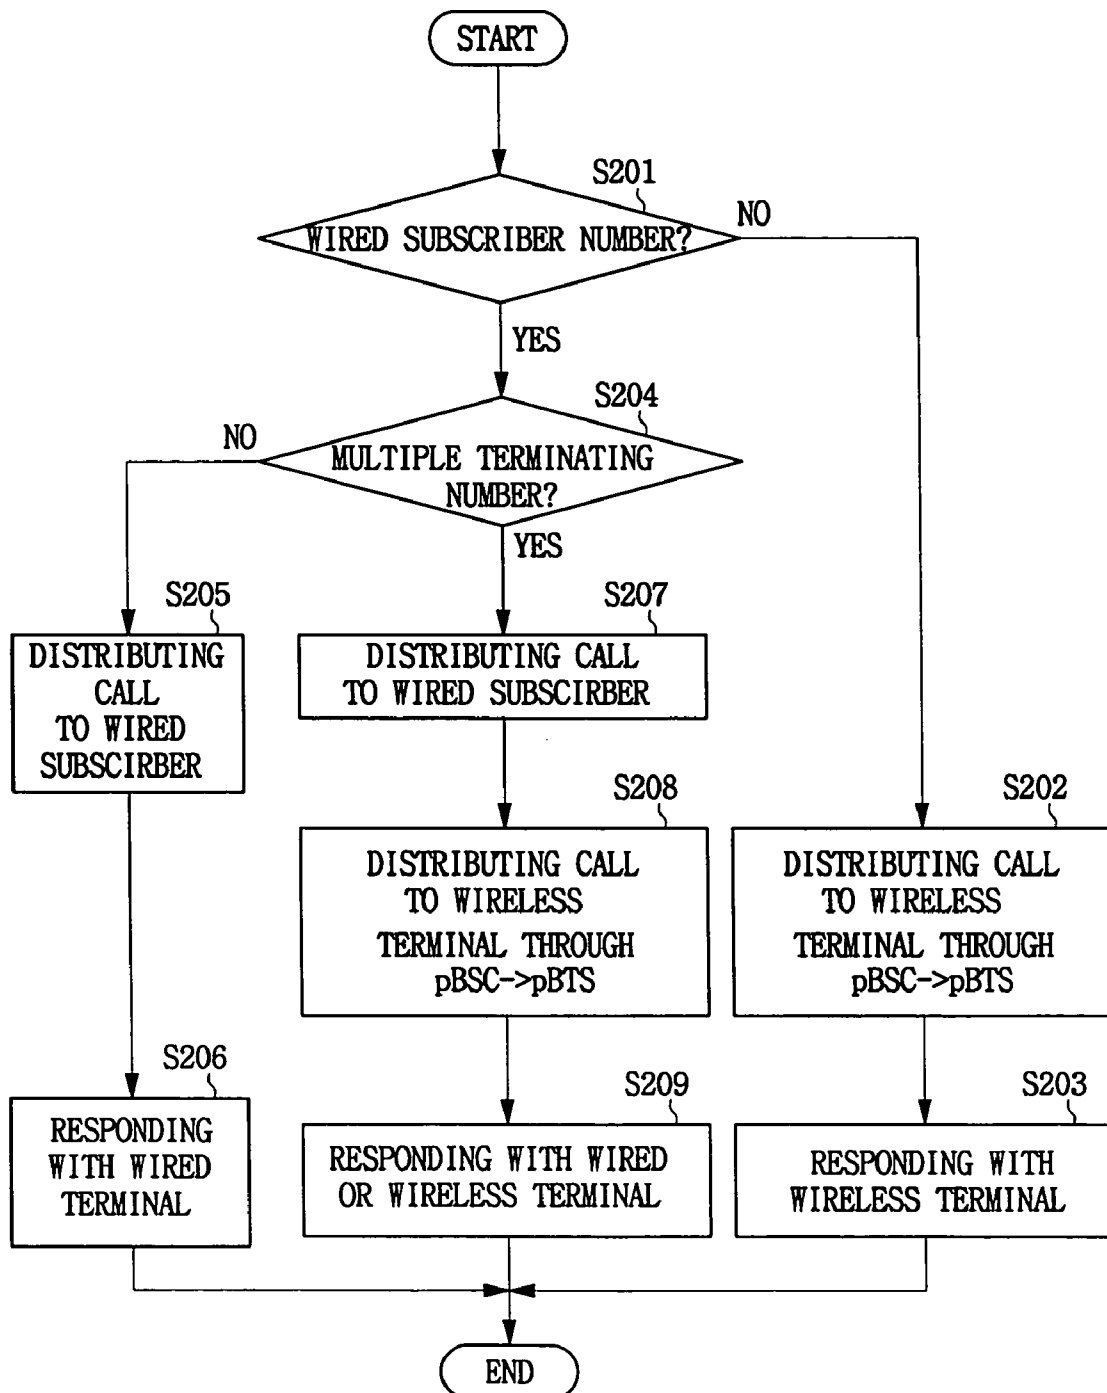 START
S201
WIRED SUBSCRIBER NUMBER?
NO
YES
S204
NO
MULTIPLE TERMINATING
NUMBER?
YES
S205
DISTRIBUTING
CALL
TO WIRED
SUBSCIRBER
S207
DISTRIBUTING CALL
TO WIRED SUBSCIRBER
S208
DISTRIBUTING CALL
TO WIRELESS
TERMINAL THROUGH
pBSC->pBTS
S202
DISTRIBUTING CALL
TO WIRELESS
TERMINAL THROUGH
pBSC->pBTS
S206
RESPONDING
WITH WIRED
TERMINAL
S209
RESPONDING WITH WIRED
OR WIRELESS TERMINAL
S203
RESPONDING WITH
WIRELESS TERMINAL
END